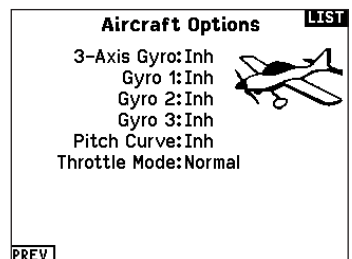 Aircraft Options
LIST
3-Axis Gyro:Inh
Gyro 1:Inh
Gyro 2:Inh
Gyro 3:Inh
Pitch Curve:Inh
Throttle Mode:Normal
PREV